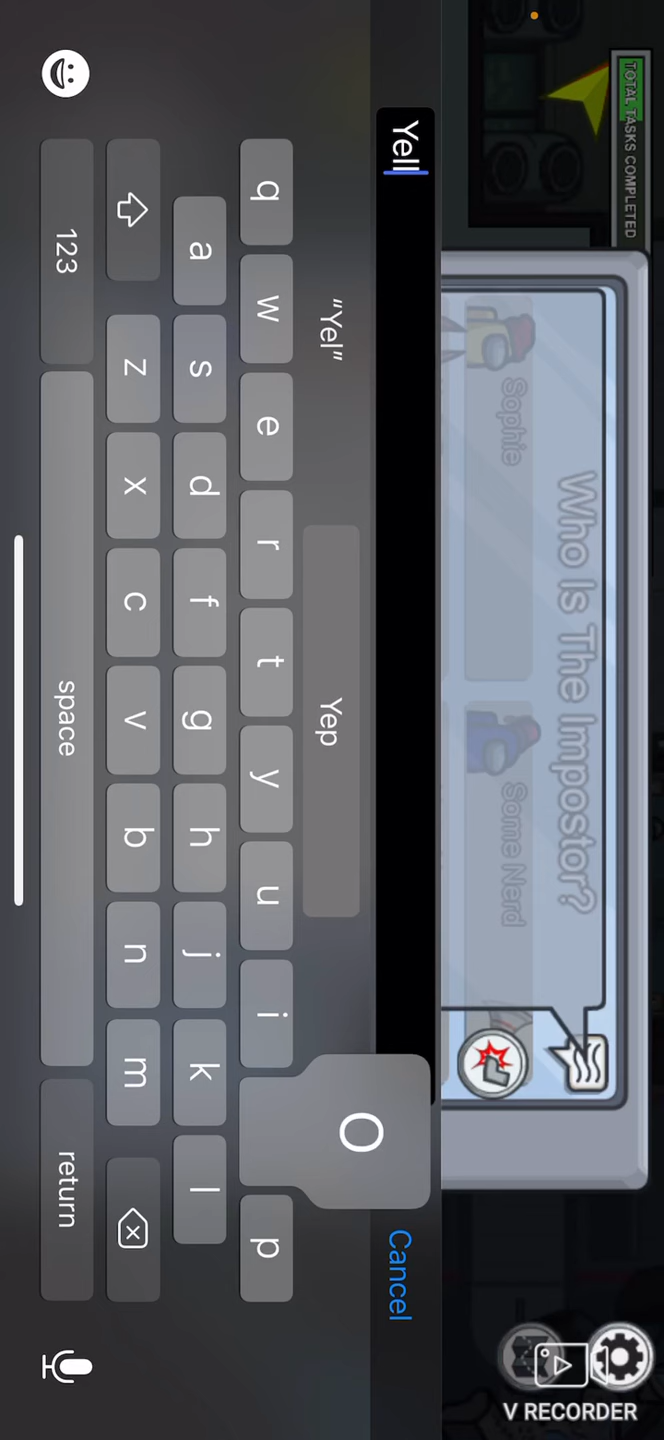 TOTAL TASKS COMPLETED
Who Is The Impostor?
Sophie
Some Nerd
Yell
Cancel
"Yel"
Yep
q w e r t y u i o p
a s d f g h j k l
z x c v b n m
123
space
return
V RECORDER